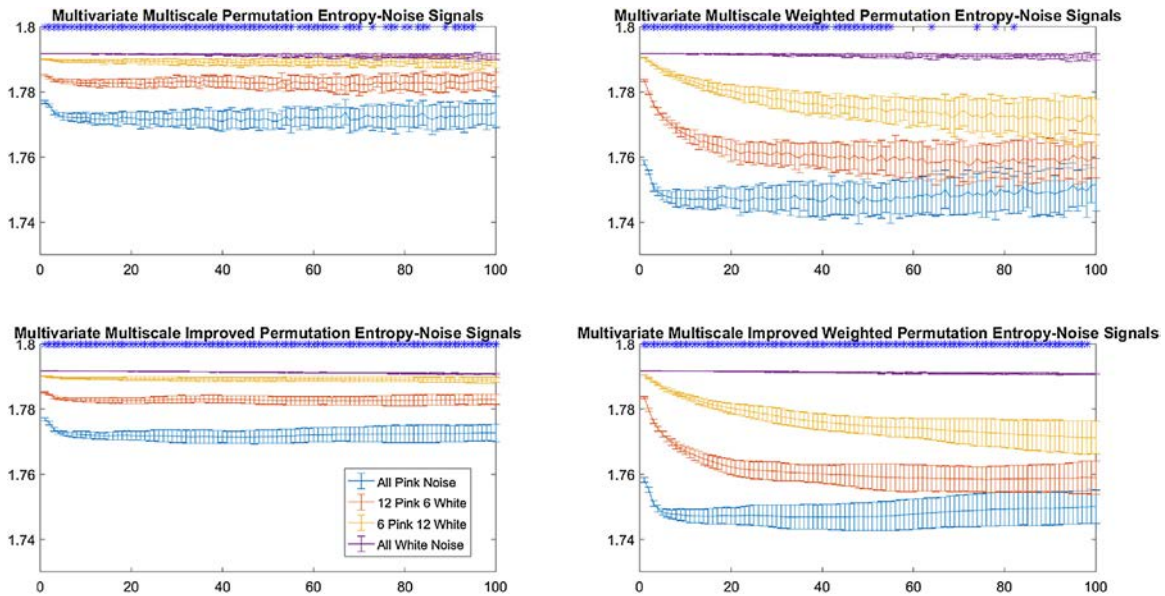 Multivariate Multiscale Permutation Entropy-Noise Signals
1.8
1.78
1.76
1.74
0 20 40 60 80 100
Multivariate Multiscale Weighted Permutation Entropy-Noise Signals
1.8
1.78
1.76
1.74
0 20 40 60 80 100
Multivariate Multiscale Improved Permutation Entropy-Noise Signals
1.8
1.78
1.76
1.74
All Pink Noise
12 Pink 6 White
6 Pink 12 White
All White Noise
0 20 40 60 80 100
Multivariate Multiscale Improved Weighted Permutation Entropy-Noise Signals
1.8
1.78
1.76
1.74
0 20 40 60 80 100